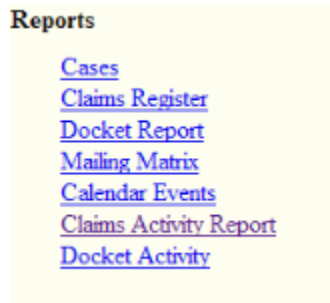 Reports
Cases
Claims Register
Docket Report
Mailing Matrix
Calendar Events
Claims Activity Report
Docket Activity